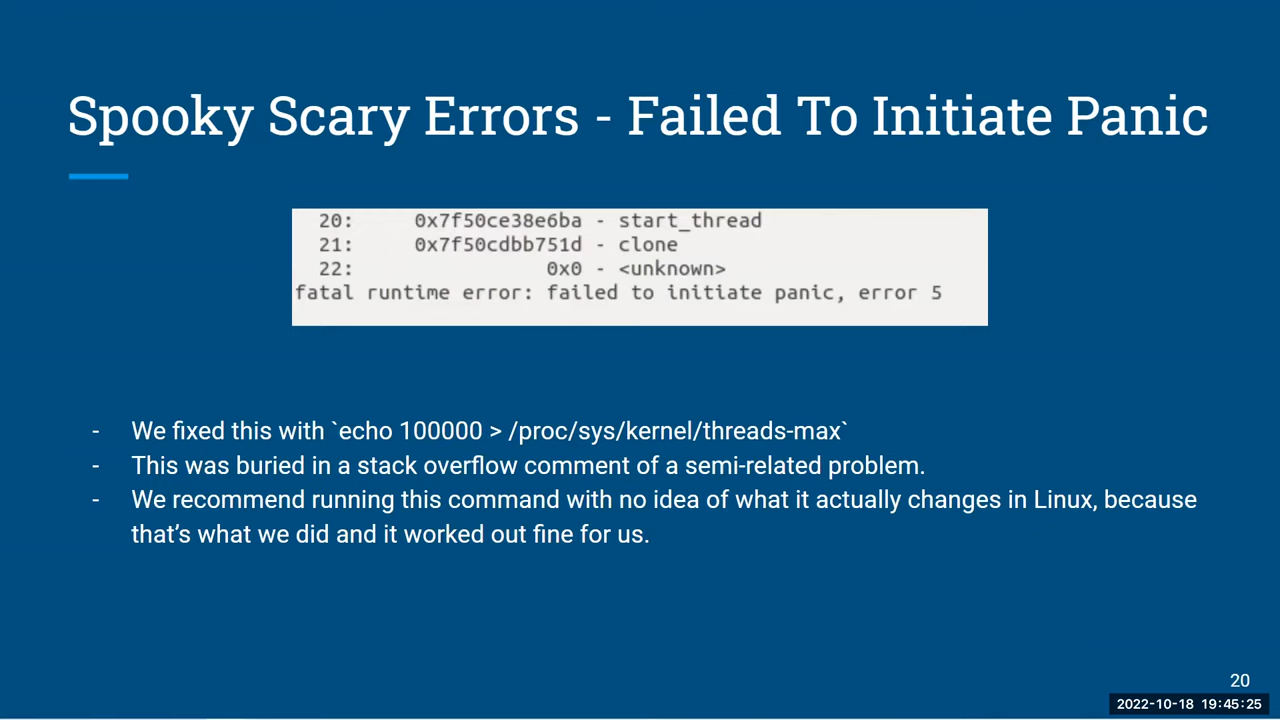 Spooky Scary Errors - Failed To Initiate Panic
20: 0x7f50ce38e6ba - start_thread
21: 0x7f50cdbb751d - clone
22: 0x0 - <unknown>
fatal runtime error: failed to initiate panic, error 5
- We fixed this with `echo 100000 > /proc/sys/kernel/threads-max`
- This was buried in a stack overflow comment of a semi-related problem.
- We recommend running this command with no idea of what it actually changes in Linux, because
that’s what we did and it worked out fine for us.
20
2022-10-18 19:45:25